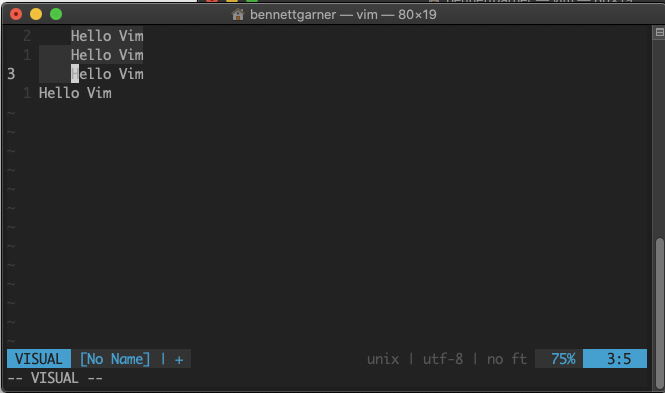 bennettgarner — vim — 80×19
2 Hello Vim
1 Hello Vim
3 Hello Vim
1 Hello Vim
~
~
~
~
~
~
~
~
~
~
~
~
~
VISUAL [No Name] | + unix | utf-8 | no ft 75% 3:5
-- VISUAL --